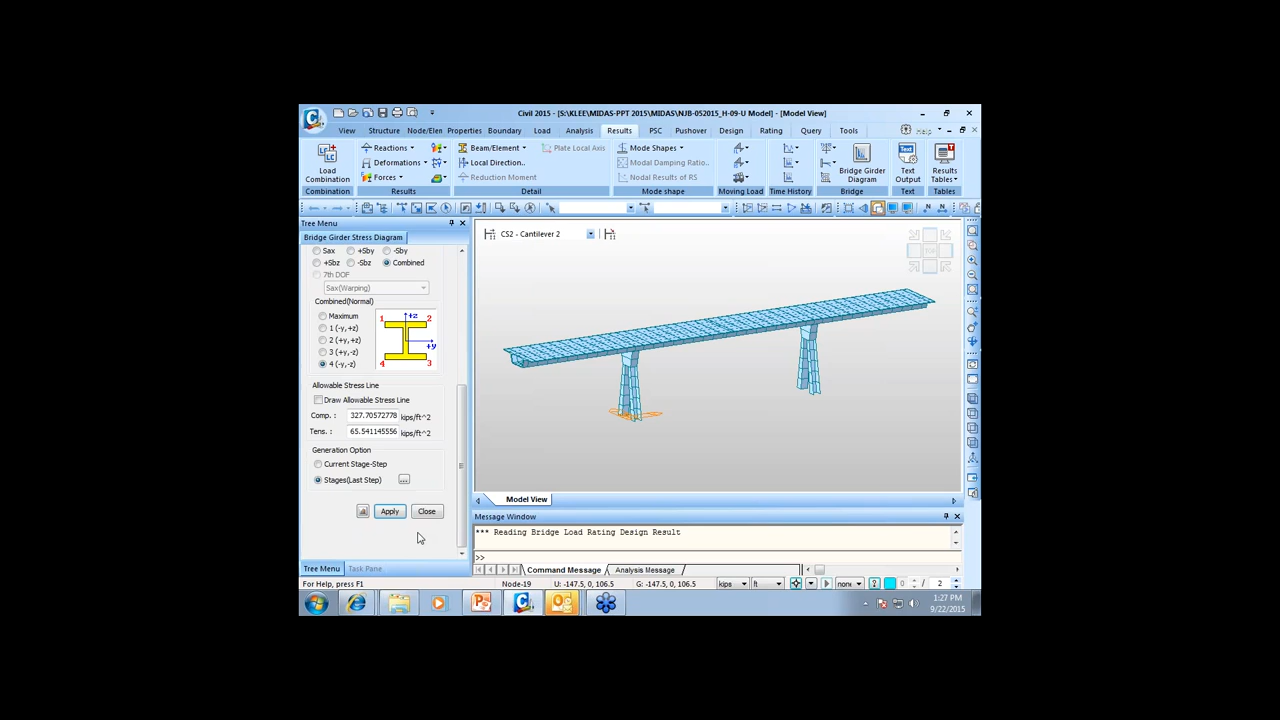 Civil 2015 - [S:\KLEE\MIDAS-PPT 2015\MIDAS\NJB-052015_H-09-U Model] - [Model View]
View Structure Node/Elen Properties Boundary Load Analysis Results PSC Pushover Design Rating Query Tools Help
Load Combination
Reactions
Deformations
Forces
Beam/Element
Local Direction..
Reduction Moment
Plate Local Axis
Mode Shapes
Modal Damping Ratio..
Nodal Results of RS
Bridge Girder Diagram
Text Output
Results Tables
Combination Results Detail Mode shape Moving Load Time History Bridge Text Tables
Tree Menu
Bridge Girder Stress Diagram
CS2 - Cantilever 2
Sax +Sby -Sby
+Sbz -Sbz Combined
7th DOF
Sax(Warping)
Combined(Normal)
Maximum
1 (-y, +z)
2 (+y, +z)
3 (+y, -z)
4 (-y, -z)
1 +z 2
+y
4 3
Allowable Stress Line
Draw Allowable Stress Line
Comp. : 327.70572778 kips/ft^2
Tens. : 65.541145556 kips/ft^2
Generation Option
Current Stage-Step
Stages(Last Step) ...
Apply Close
Model View
Message Window
*** Reading Bridge Load Rating Design Result
>>
Command Message Analysis Message
Tree Menu Task Pane
For Help, press F1 Node-19 U: -147.5, 0, 106.5 G: -147.5, 0, 106.5 kips ft none ? 0 / 2
1:27 PM
9/22/2015